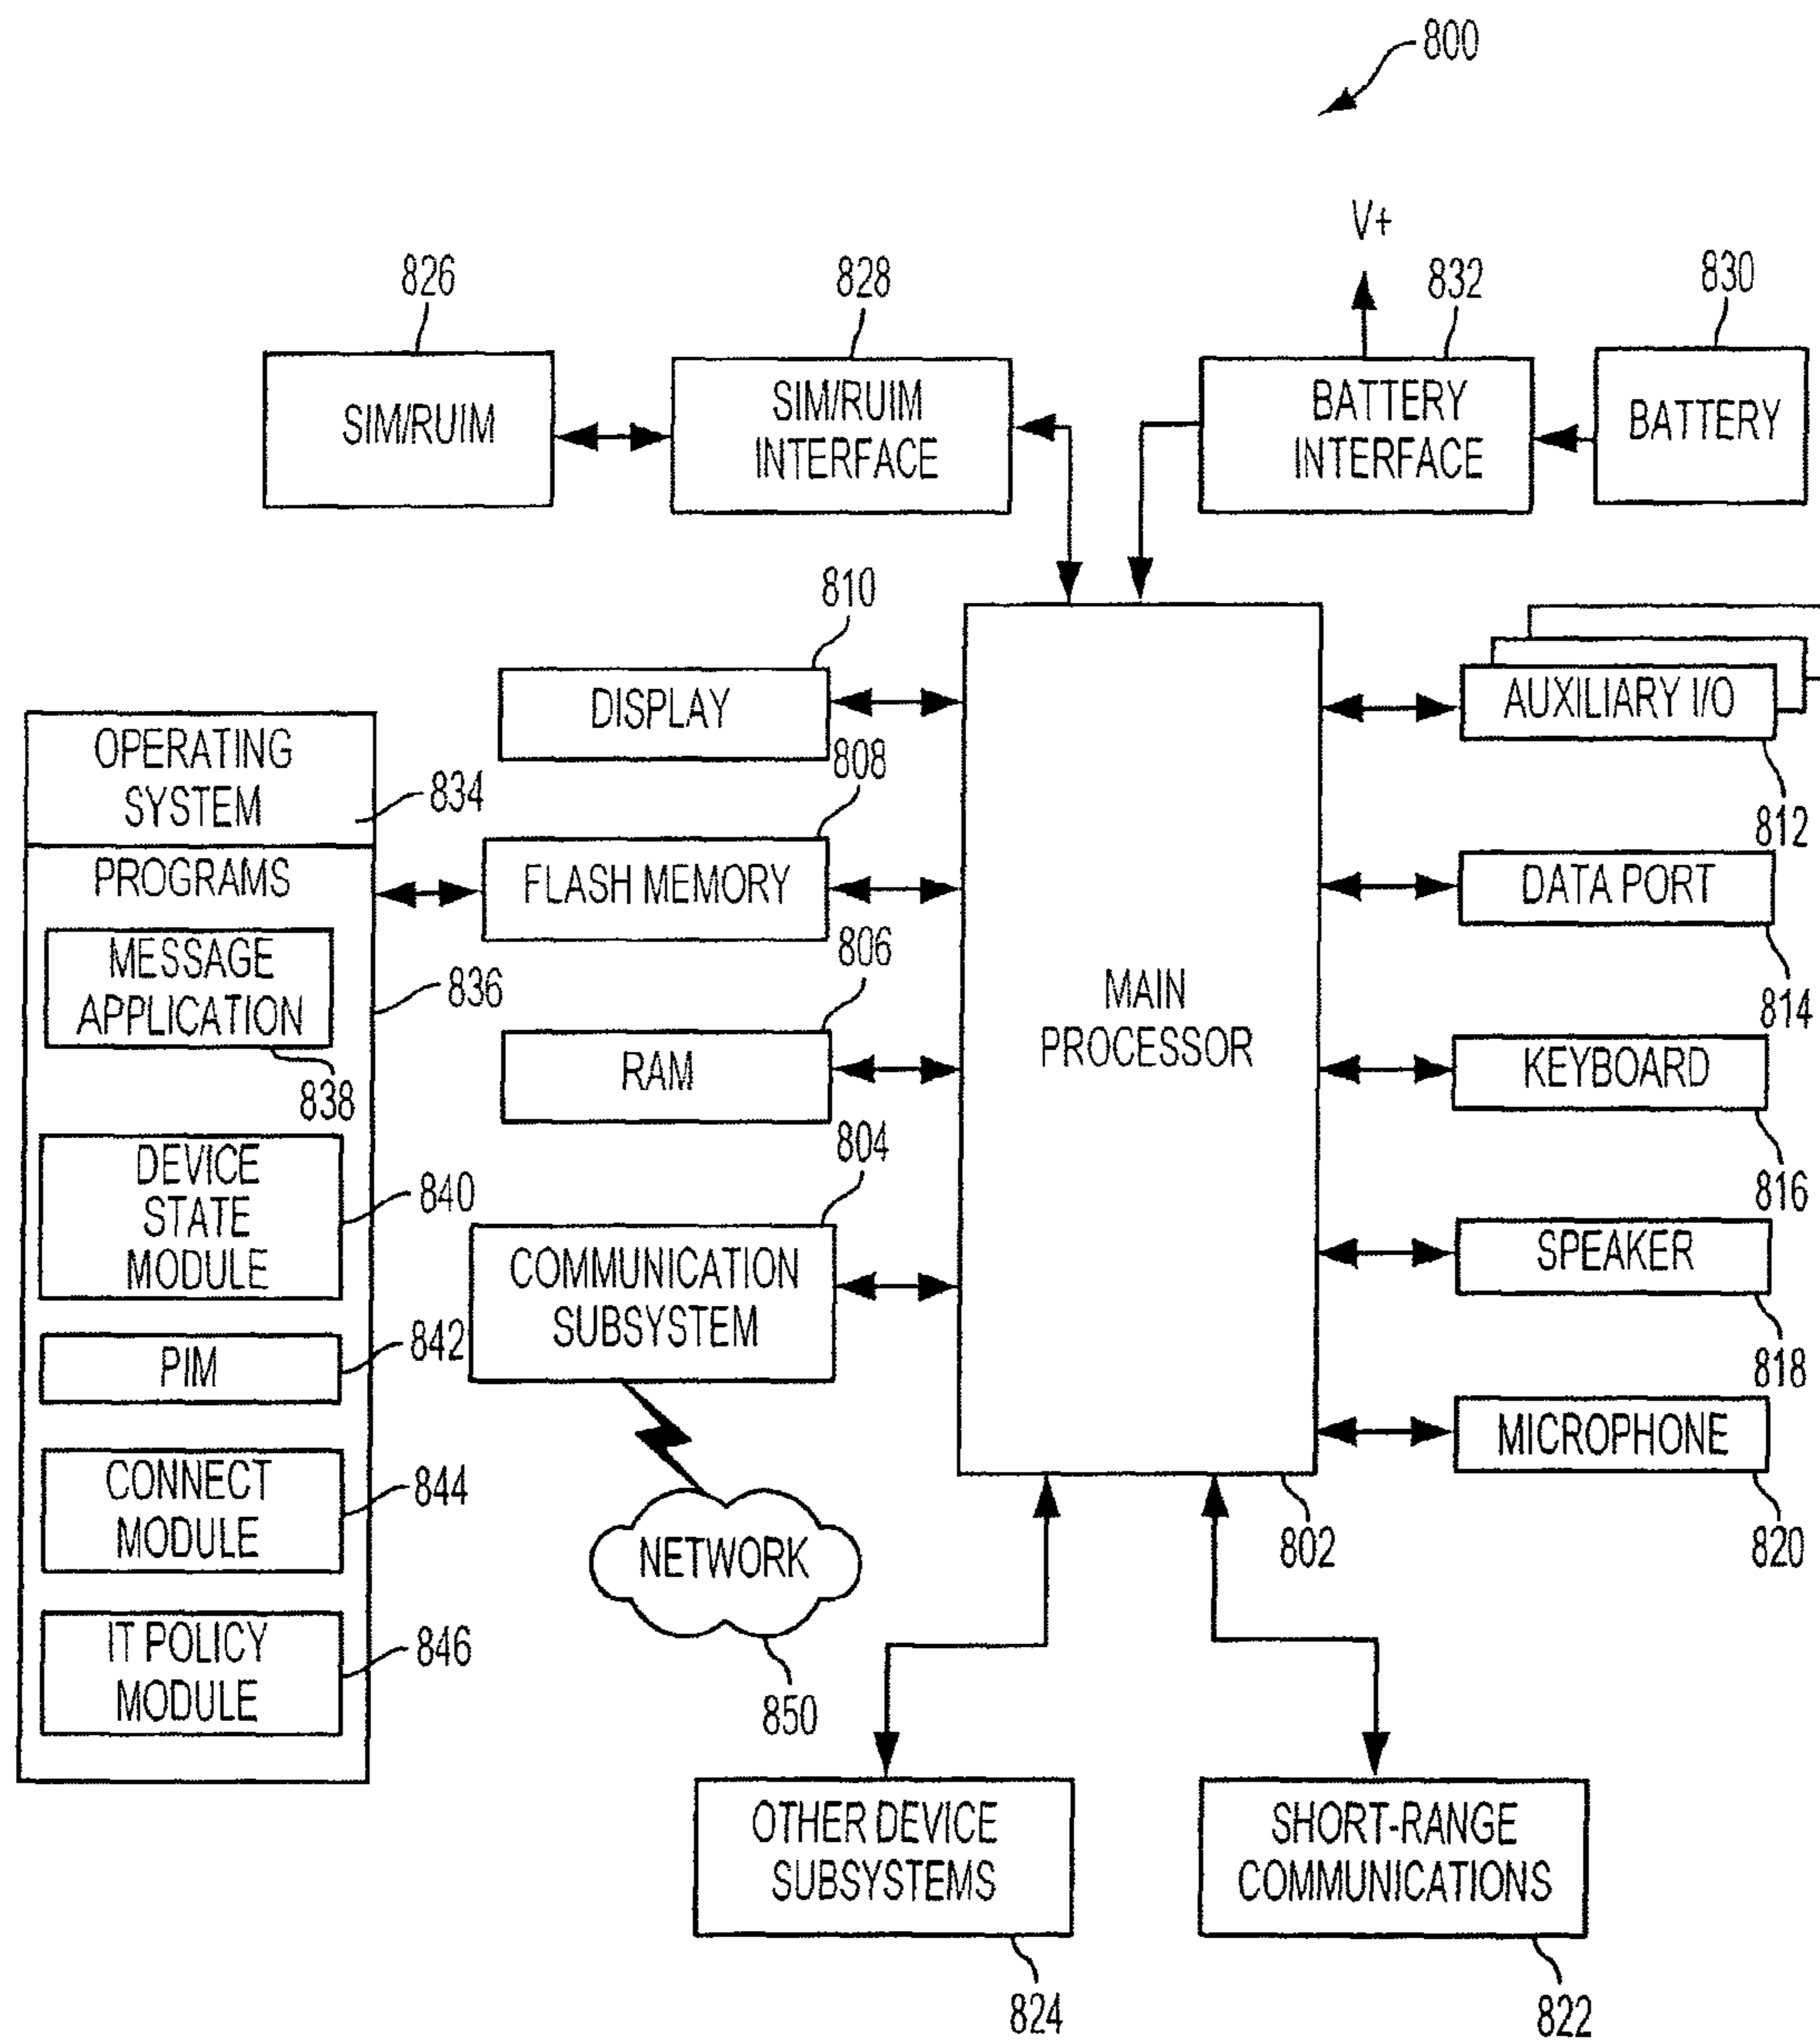 800
V+
826
828
832
830
SIM/RUIM
SIM/RUIM
INTERFACE
BATTERY
INTERFACE
BATTERY
810
DISPLAY
AUXILIARY I/O
812
OPERATING
SYSTEM
834
808
PROGRAMS
FLASH MEMORY
DATA PORT
814
MESSAGE
APPLICATION
836
838
806
RAM
MAIN
PROCESSOR
KEYBOARD
816
804
DEVICE
STATE
MODULE
840
COMMUNICATION
SUBSYSTEM
SPEAKER
818
PIM
842
MICROPHONE
820
CONNECT
MODULE
844
NETWORK
802
IT POLICY
MODULE
846
850
OTHER DEVICE
SUBSYSTEMS
SHORT-RANGE
COMMUNICATIONS
824
822